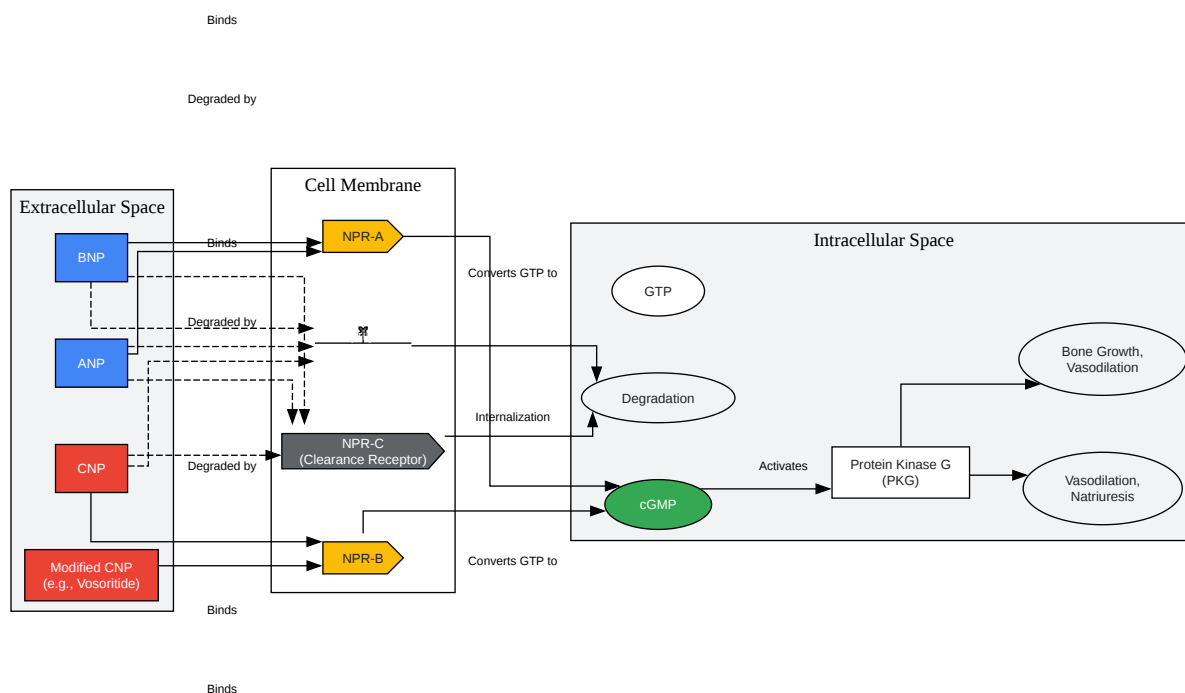 Binds
Degraded by
Cell Membrane
Extracellular Space
BNP
Binds
NPR-A
Intracellular Space
Converts GTP to
GTP
Degraded by
ANP
Bone Growth,
Vasodilation
Degradation
Internalization
NPR-C
(Clearance Receptor)
CNP
Degraded by
Activates
Protein Kinase G
(PKG)
Vasodilation,
Natriuresis
cGMP
NPR-B
Converts GTP to
Modified CNP
(e.g., Vosoritide)
Binds
Binds